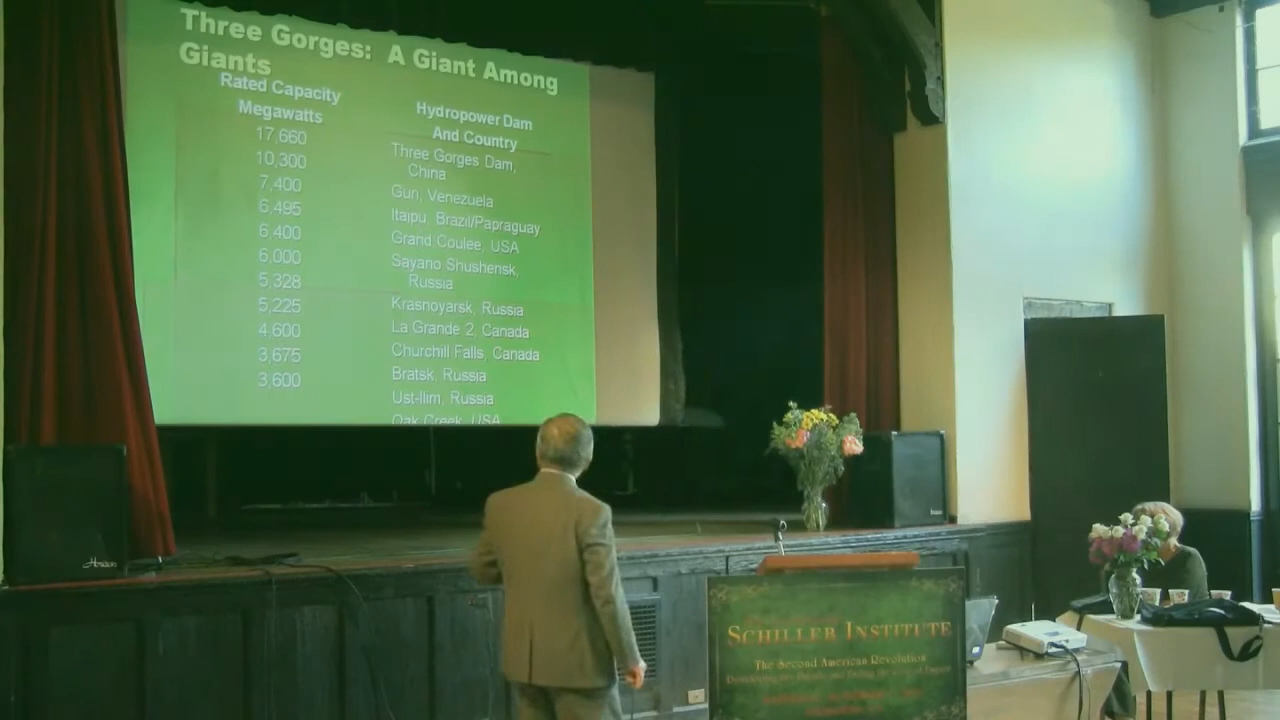 Three Gorges: A Giant Among
Giants
Rated Capacity
Megawatts
17,660
10,300
7,400
6,495
6,400
6,000
5,328
5,225
4,600
3,675
3,600
Hydropower Dam
And Country
Three Gorges Dam,
China
Guri, Venezuela
Itaipu, Brazil/Papraguay
Grand Coulee, USA
Sayano Shushensk,
Russia
Krasnoyarsk, Russia
La Grande 2, Canada
Churchill Falls, Canada
Bratsk, Russia
Ust-Ilim, Russia
Oak Creek, USA
SCHILLER INSTITUTE
The Second American Revolution